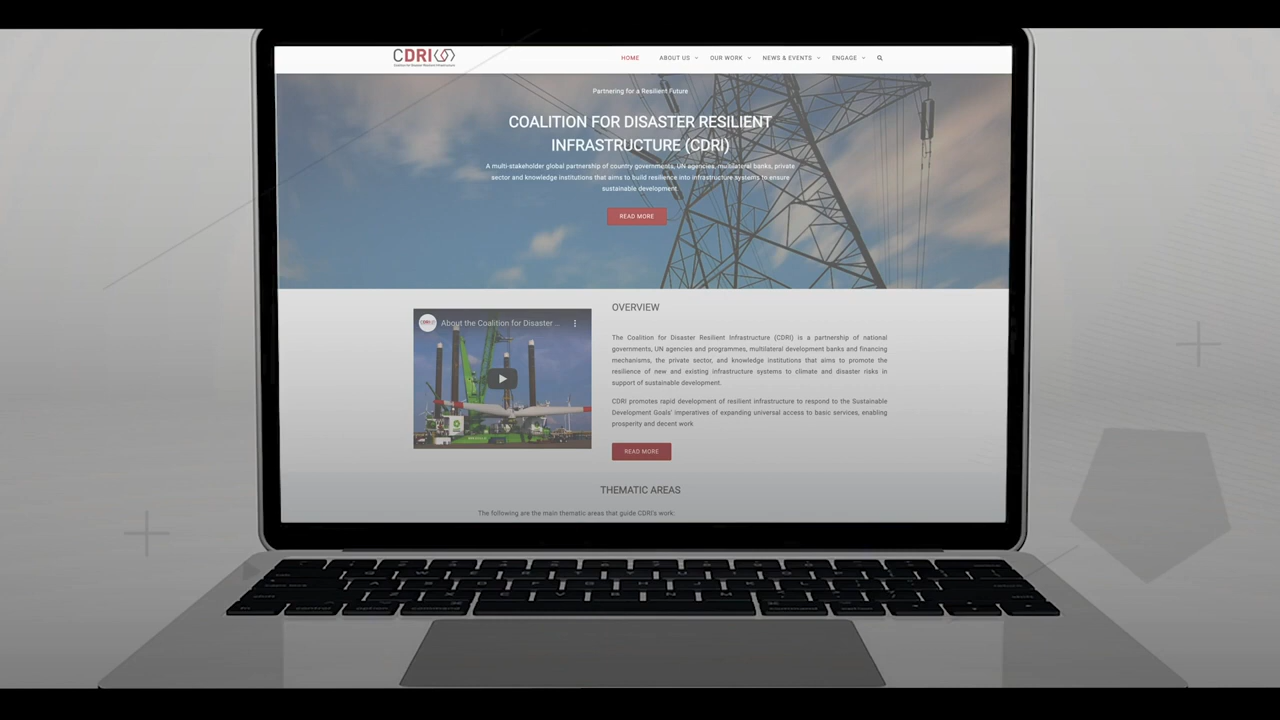 CDRI
Coalition for Disaster Resilient Infrastructure
HOME ABOUT US OUR WORK NEWS & EVENTS ENGAGE
Partnering for a Resilient Future
COALITION FOR DISASTER RESILIENT
INFRASTRUCTURE (CDRI)
A multi-stakeholder global partnership of country governments, UN agencies, multilateral banks, private
sector and knowledge institutions that aims to build resilience into infrastructure systems to ensure
sustainable development.
READ MORE
About the Coalition for Disaster ...
OVERVIEW
The Coalition for Disaster Resilient Infrastructure (CDRI) is a partnership of national
governments, UN agencies and programmes, multilateral development banks and financing
mechanisms, the private sector, and knowledge institutions that aims to promote the
resilience of new and existing infrastructure systems to climate and disaster risks in
support of sustainable development.
CDRI promotes rapid development of resilient infrastructure to respond to the Sustainable
Development Goals' imperatives of expanding universal access to basic services, enabling
prosperity and decent work
READ MORE
THEMATIC AREAS
The following are the main thematic areas that guide CDRI's work: